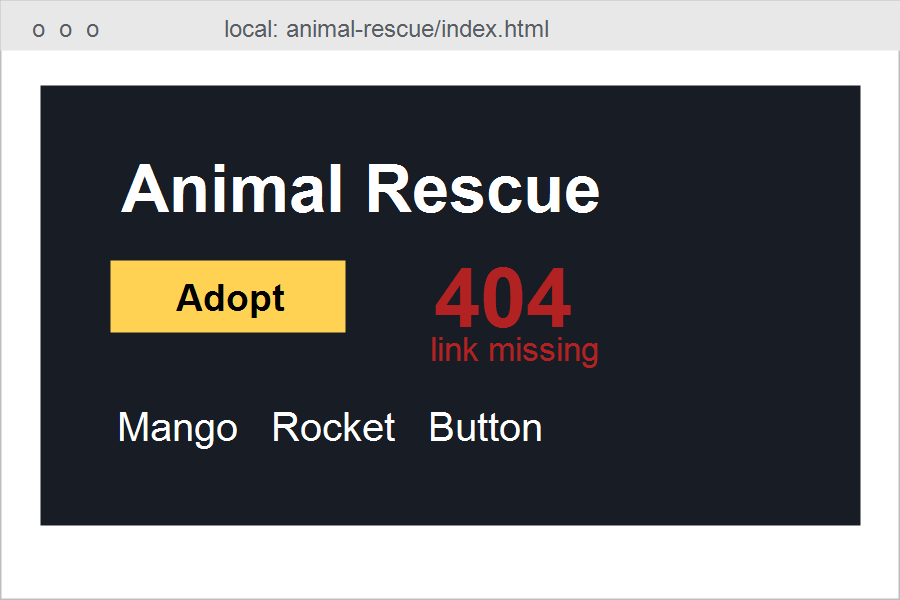 o o o local: animal-rescue/index.html
Animal Rescue
Adopt
404
link missing
Mango Rocket Button